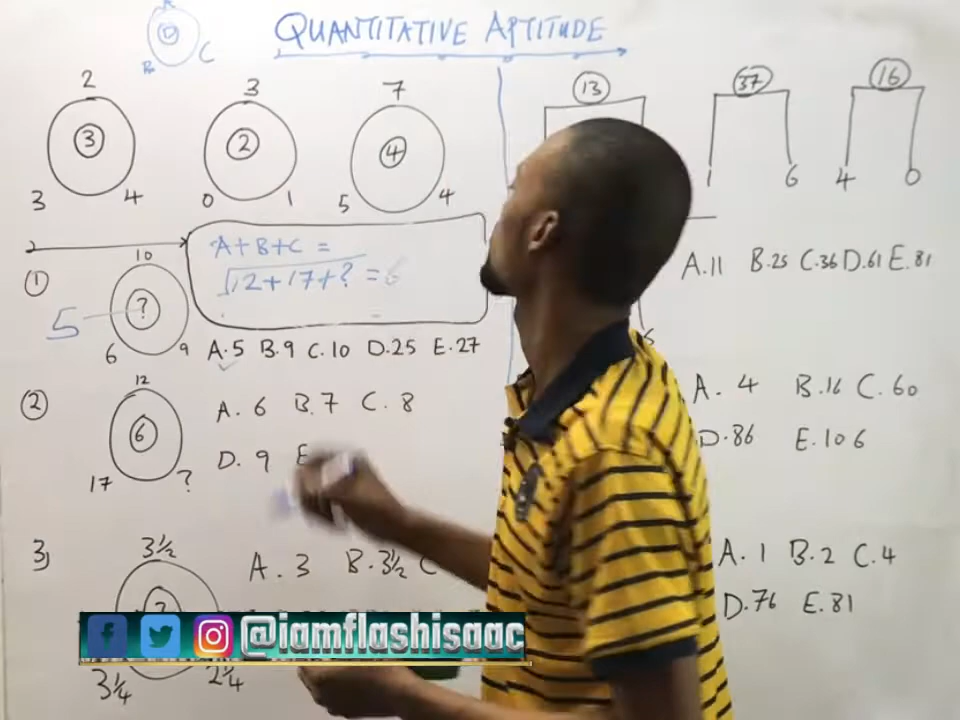 QUANTITATIVE APTITUDE
A
D
B C
2 3 7
3 2 4
3 4 0 1 5 4
13 37 16
1 6 4 0
A+B+C =
√12+17+? = 6
① 10
5 ?
6 9
A.5 B.9 C.10 D.25 E.27
A.11 B.25 C.36 D.61 E.81
② 12
6
17 ?
A. 6 B.7 C. 8
D. 9 E
A. 4 B.16 C. 60
D.86 E.106
3) 3½
?
3¼ 2¼
A. 3 B.3½ C
A. 1 B.2 C.4
D.76 E.81
@iamflashisaac